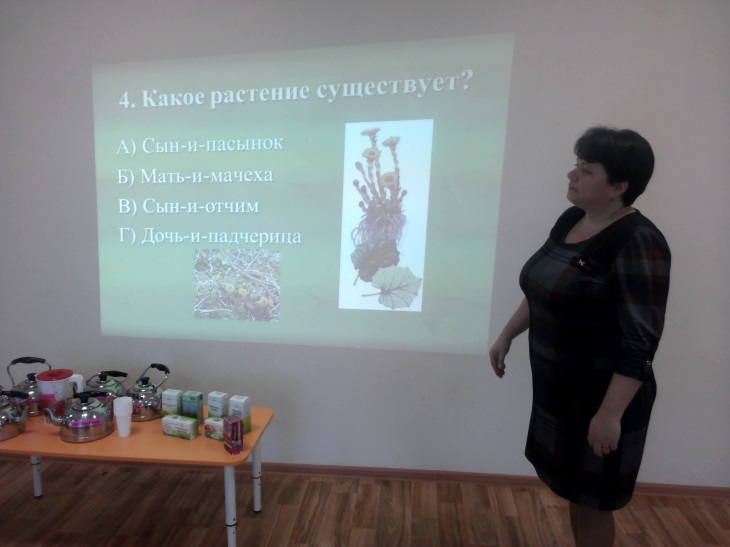 4. Какое растение существует?
А) Сын-и-пасынок
Б) Мать-и-мачеха
В) Сын-и-отчим
Г) Дочь-и-падчерица